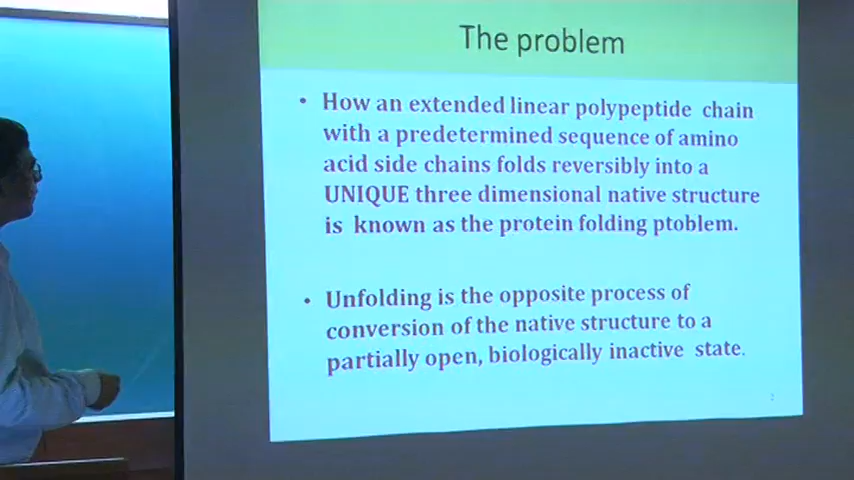 The problem
• How an extended linear polypeptide chain
with a predetermined sequence of amino
acid side chains folds reversibly into a
UNIQUE three dimensional native structure
is known as the protein folding ptoblem.
• Unfolding is the opposite process of
conversion of the native structure to a
partially open, biologically inactive state.
2